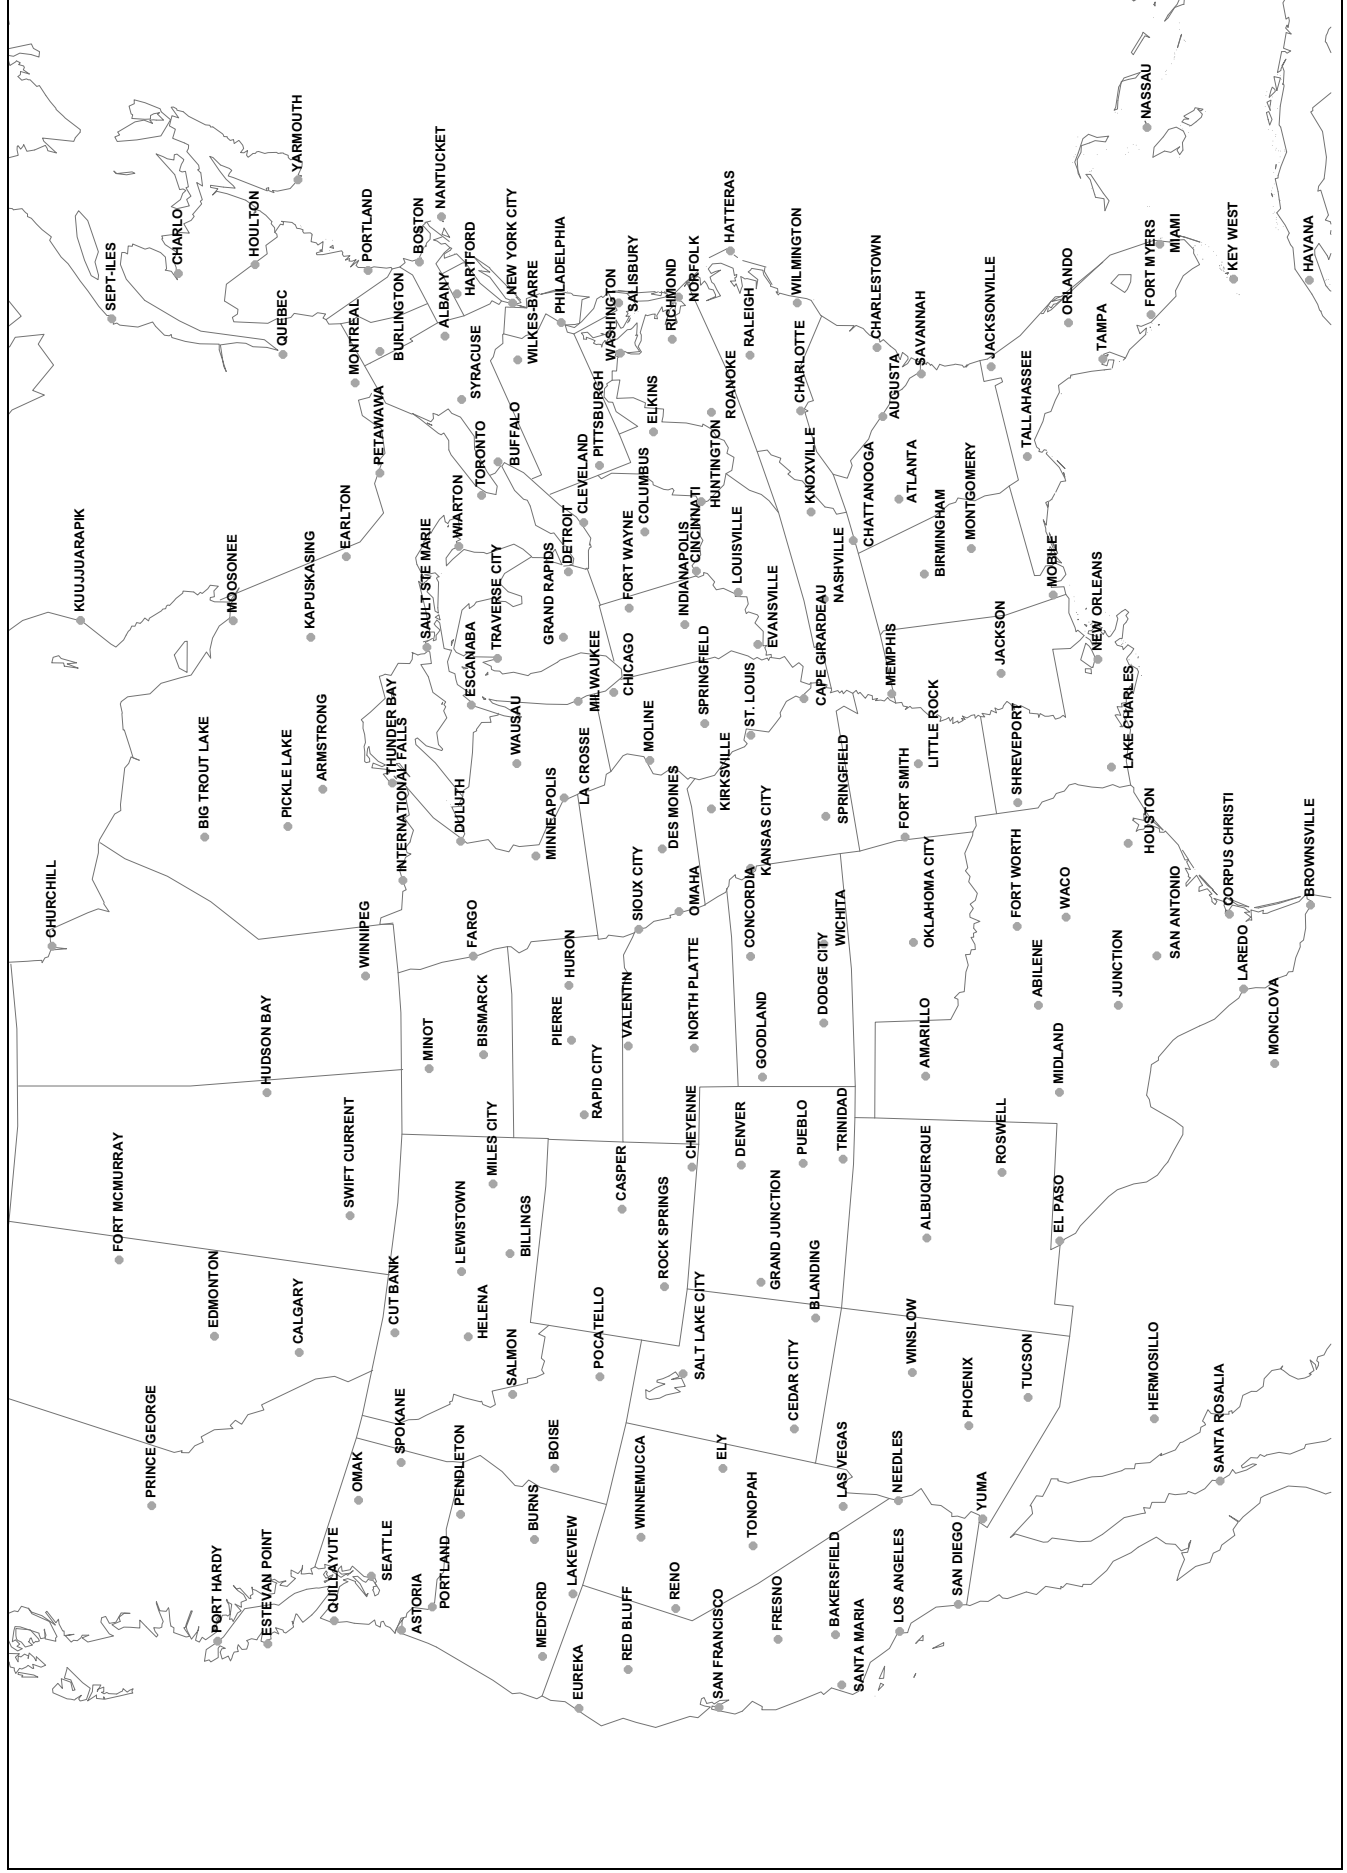 CHURCHILL
KUUJJUARAPIK
SEPT-ILES
FORT MCMURRAY
PRINCE GEORGE
CHARLO
BIG TROUT LAKE
PORT HARDY
EDMONTON
MOOSONEE
HOULTON
ESTEVAN POINT
HUDSON BAY
PICKLE LAKE
QUEBEC
YARMOUTH
CALGARY
KAPUSKASING
ARMSTRONG
QUILLAYUTE
EARLTON
SWIFT CURRENT
OMAK
MONTREAL
WINNIPEG
PORTLAND
SEATTLE
PETAWAWA
BURLINGTON
THUNDER BAY
CUT BANK
INTERNATIONAL FALLS
SPOKANE
ASTORIA
BOSTON
SAULT STE MARIE
MINOT
PORTLAND
NANTUCKET
ALBANY
WIARTON
HARTFORD
DULUTH
PENDLETON
LEWISTOWN
SYRACUSE
HELENA
ESCANABA
FARGO
TORONTO
BISMARCK
MILES CITY
TRAVERSE CITY
BUFFALO
NEW YORK CITY
SALMON
BILLINGS
WAUSAU
WILKES-BARRE
BURNS
MINNEAPOLIS
MEDFORD
BOISE
PHILADELPHIA
GRAND RAPIDS
DETROIT
LA CROSSE
HURON
PIERRE
LAKEVIEW
EUREKA
MILWAUKEE
CLEVELAND
RAPID CITY
PITTSBURGH
POCATELLO
CHICAGO
WASHINGTON
SALISBURY
CASPER
RED BLUFF
VALENTIN
FORT WAYNE
SIOUX CITY
WINNEMUCCA
COLUMBUS
MOLINE
ELKINS
DES MOINES
ROCK SPRINGS
RICHMOND
RENO
NORFOLK
OMAHA
SALT LAKE CITY
INDIANAPOLIS
CHEYENNE
NORTH PLATTE
CINCINNATI
HUNTINGTON
SPRINGFIELD
KIRKSVILLE
ROANOKE
SAN FRANCISCO
ELY
HATTERAS
LOUISVILLE
DENVER
RALEIGH
ST. LOUIS
KANSAS CITY
CONCORDIA
TONOPAH
EVANSVILLE
GOODLAND
GRAND JUNCTION
FRESNO
WILMINGTON
CHARLOTTE
CEDAR CITY
PUEBLO
CAPE GIRARDEAU
KNOXVILLE
BLANDING
NASHVILLE
DODGE CITY
WICHITA
SPRINGFIELD
BAKERSFIELD
SANTA MARIA
LAS VEGAS
TRINIDAD
CHATTANOOGA
CHARLESTOWN
AUGUSTA
MEMPHIS
LOS ANGELES
NEEDLES
ATLANTA
FORT SMITH
SAVANNAH
LITTLE ROCK
OKLAHOMA CITY
WINSLOW
BIRMINGHAM
AMARILLO
ALBUQUERQUE
SAN DIEGO
PHOENIX
MONTGOMERY
YUMA
JACKSONVILLE
JACKSON
ROSWELL
SHREVEPORT
FORT WORTH
TALLAHASSEE
TUCSON
ABILENE
MOBILE
WACO
MIDLAND
EL PASO
ORLANDO
NEW ORLEANS
TAMPA
LAKE CHARLES
JUNCTION
HOUSTON
NASSAU
FORT MYERS
MIAMI
SAN ANTONIO
HERMOSILLO
SANTA ROSALIA
CORPUS CHRISTI
KEY WEST
LAREDO
MONCLOVA
HAVANA
BROWNSVILLE